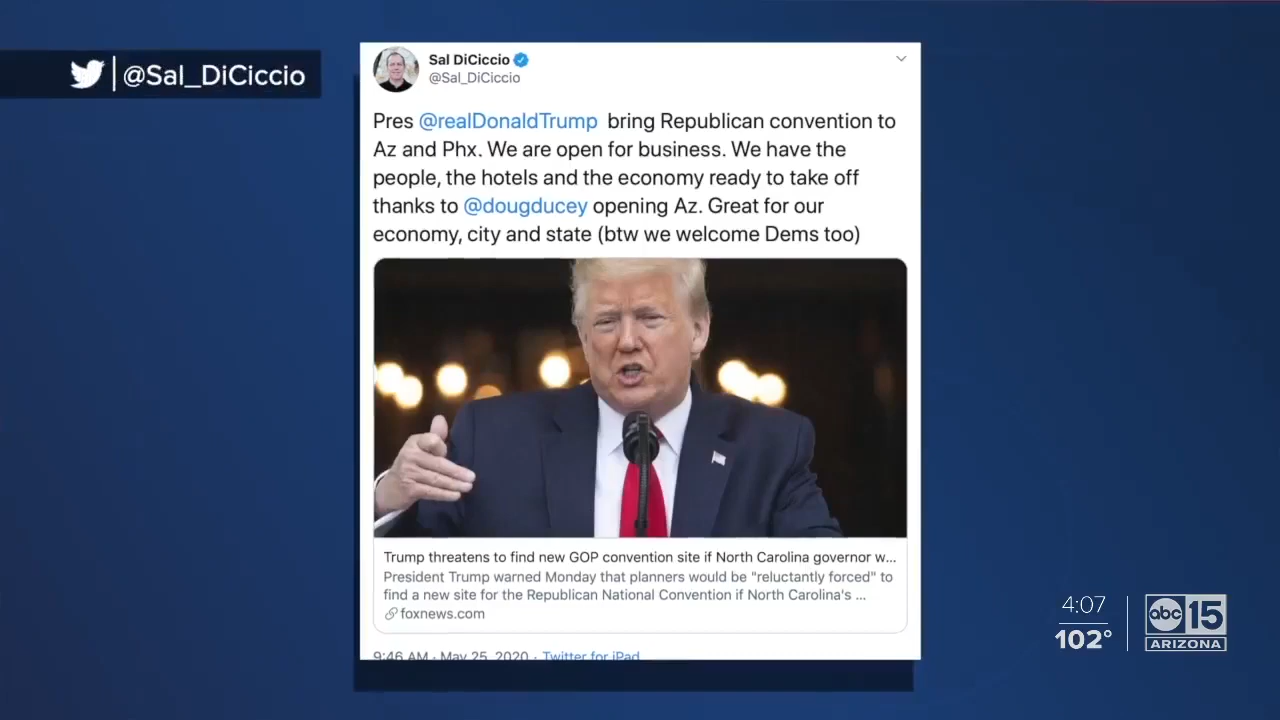 @Sal_DiCiccio
Sal DiCiccio
@Sal_DiCiccio
Pres @realDonaldTrump bring Republican convention to
Az and Phx. We are open for business. We have the
people, the hotels and the economy ready to take off
thanks to @dougducey opening Az. Great for our
economy, city and state (btw we welcome Dems too)
Trump threatens to find new GOP convention site if North Carolina governor w...
President Trump warned Monday that planners would be "reluctantly forced" to
find a new site for the Republican National Convention if North Carolina's ...
foxnews.com
9:46 AM · May 25, 2020 · Twitter for iPad
4:07
102°
abc 15
ARIZONA